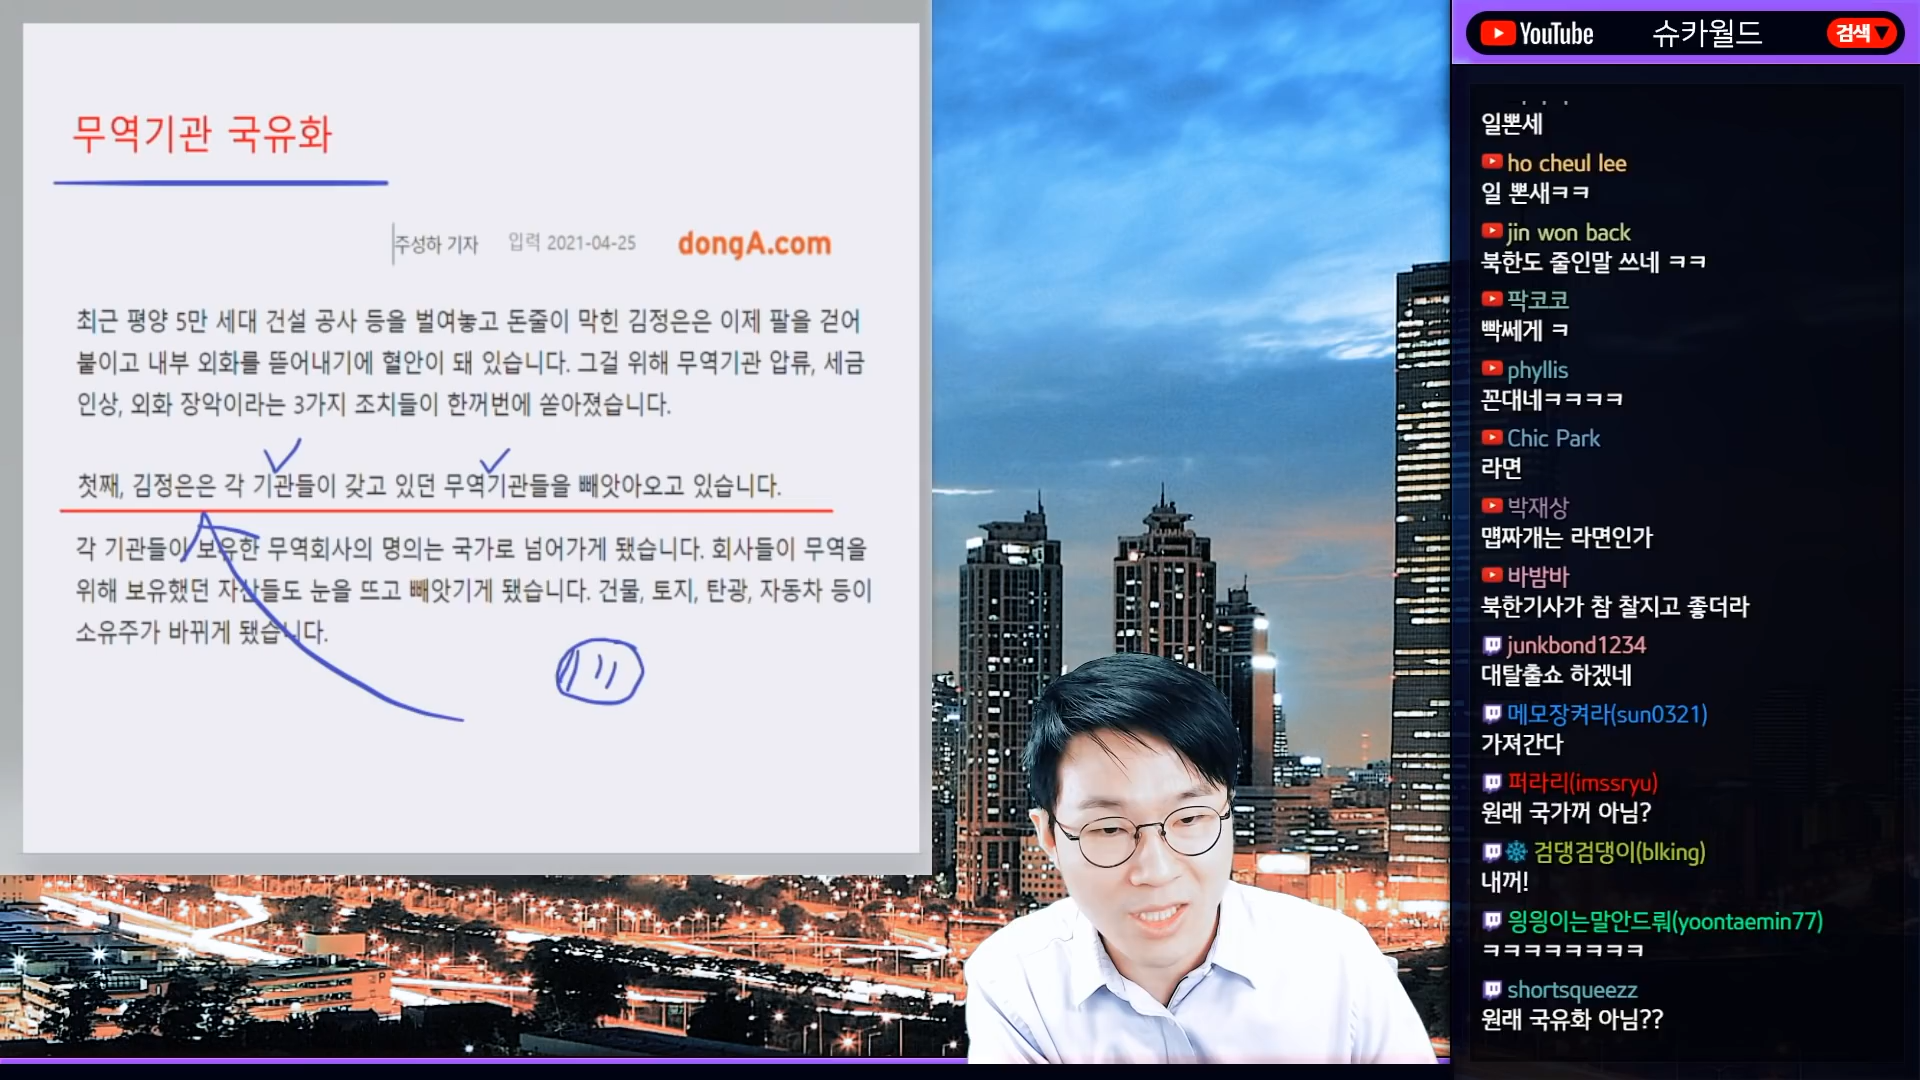 무역기관 국유화
주성하 기자 입력 2021-04-25 dongA.com
최근 평양 5만 세대 건설 공사 등을 벌여놓고 돈줄이 막힌 김정은은 이제 팔을 걷어
붙이고 내부 외화를 뜯어내기에 혈안이 돼 있습니다. 그걸 위해 무역기관 압류, 세금
인상, 외화 장악이라는 3가지 조치들이 한꺼번에 쏟아졌습니다.
첫째, 김정은은 각 기관들이 갖고 있던 무역기관들을 빼앗아오고 있습니다.
각 기관들이 보유한 무역회사의 명의는 국가로 넘어가게 됐습니다. 회사들이 무역을
위해 보유했던 자산들도 눈을 뜨고 빼앗기게 됐습니다. 건물, 토지, 탄광, 자동차 등이
소유주가 바뀌게 됐습니다.
YouTube 슈카월드 검색▼
일뽄세
ho cheul lee
일 뽄새ㅋㅋ
jin won back
북한도 줄인말 쓰네 ㅋㅋ
팍코코
빡쎄게 ㅋ
phyllis
꼰대네ㅋㅋㅋㅋ
Chic Park
라면
박재상
먭짜개는 라면인가
바밤바
북한기사가 참 찰지고 좋더라
junkbond1234
대탈출쇼 하겠네
메모장켜라(sun0321)
가져간다
퍼라리(imssryu)
원래 국가꺼 아님?
검댕검댕이(blking)
내꺼!
윙윙이는말안드뤄(yoontaemin77)
ㅋㅋㅋㅋㅋㅋㅋㅋ
shortsqueezz
원래 국유화 아님??